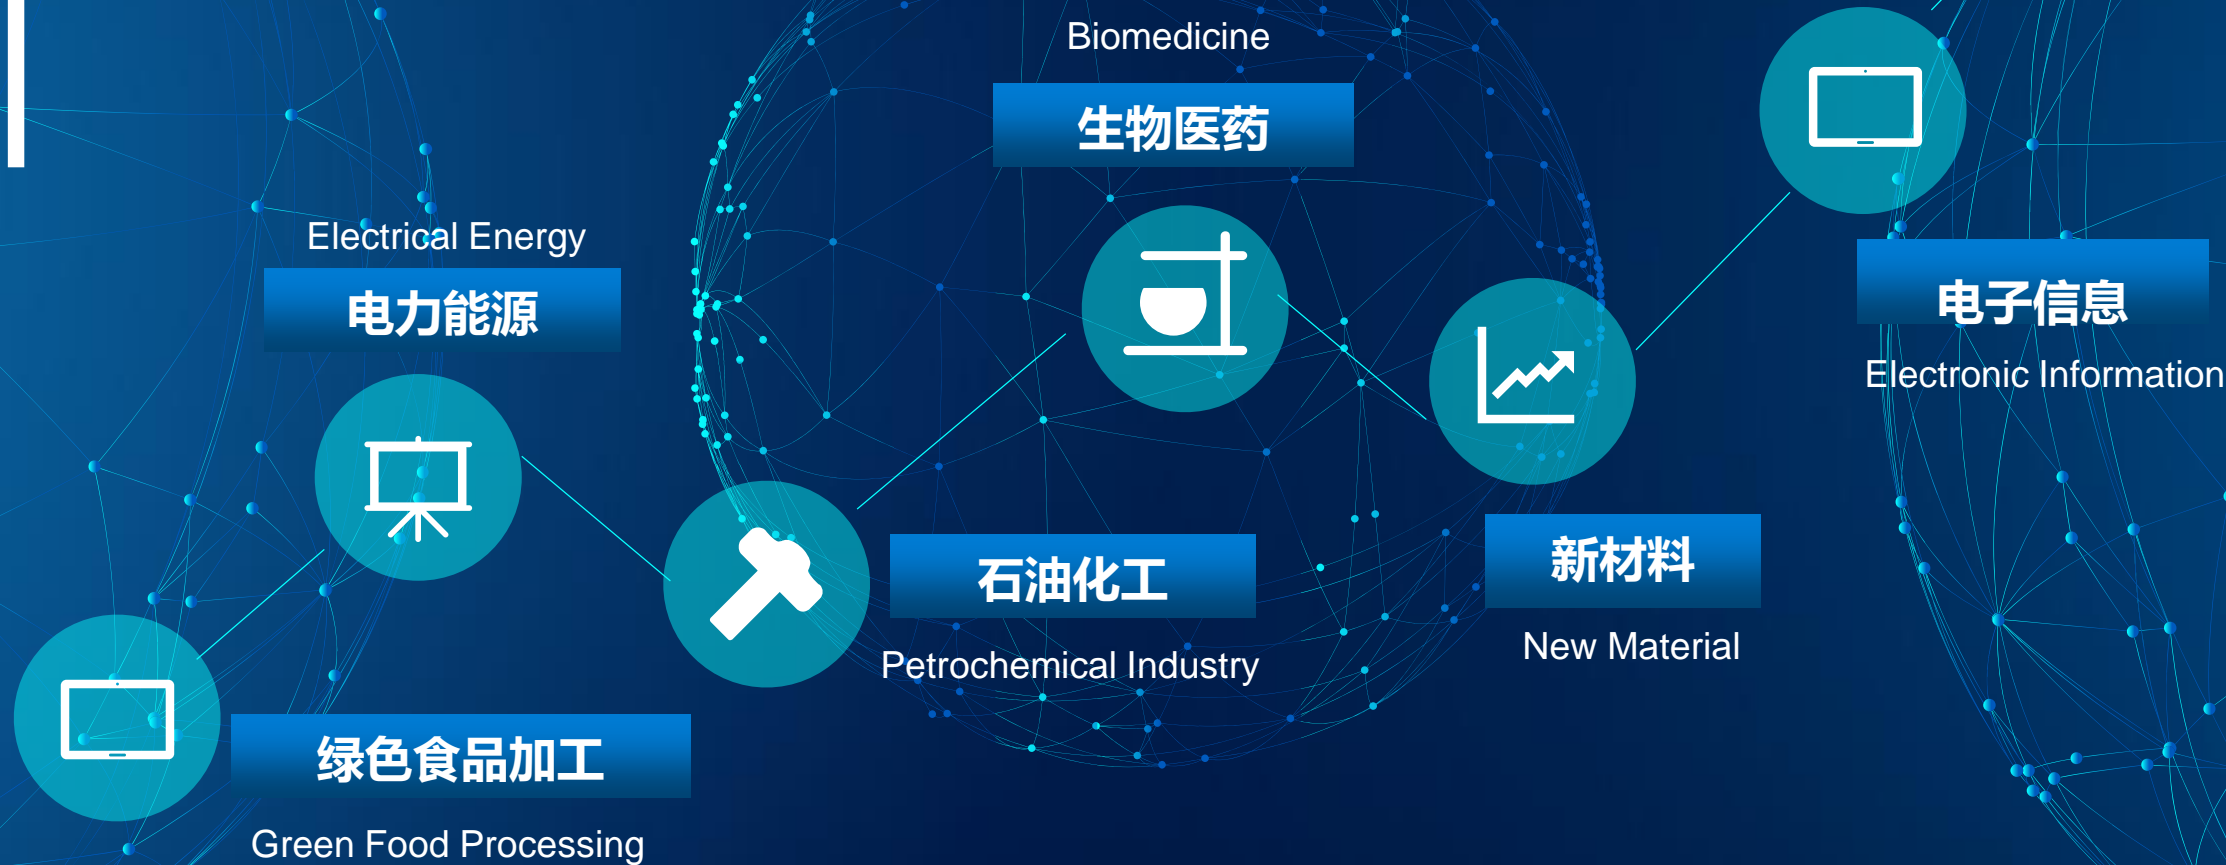 Biomedicine
生物医药
Electrical Energy
电力能源
电子信息
Electronic Information
石油化工
Petrochemical Industry
新材料
New Material
绿色食品加工
Green Food Processing